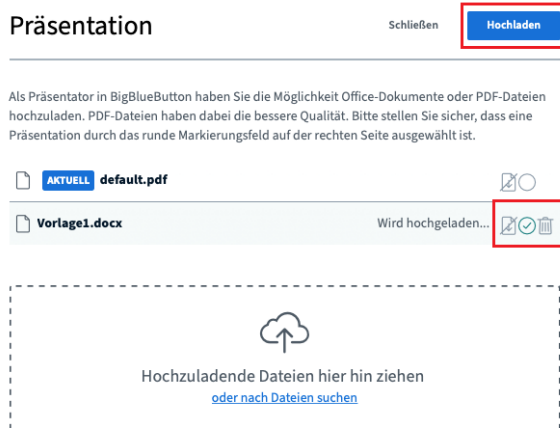 Präsentation
Schließen
Hochladen
Als Präsentator in BigBlueButton haben Sie die Möglichkeit Office-Dokumente oder PDF-Dateien
hochzuladen. PDF-Dateien haben dabei die bessere Qualität. Bitte stellen Sie sicher, dass eine
Präsentation durch das runde Markierungsfeld auf der rechten Seite ausgewählt ist.
AKTUELL default.pdf
Vorlage1.docx Wird hochgeladen...
Hochzuladende Dateien hier hin ziehen
oder nach Dateien suchen